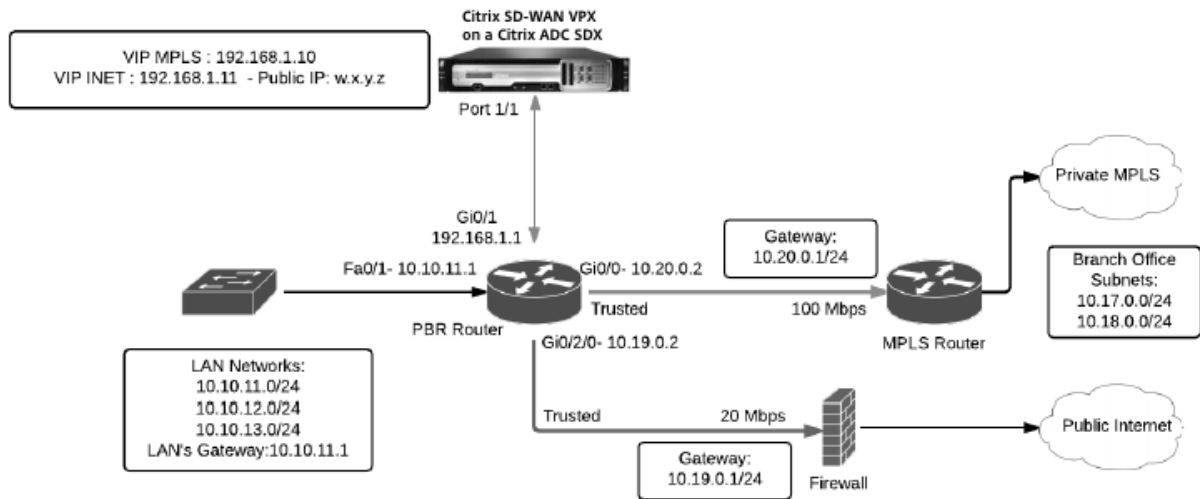 Citrix SD-WAN VPX
on a Citrix ADC SDX
VIP MPLS : 192.168.1.10
VIP INET : 192.168.1.11 - Public IP: w.x.y.z
Port 1/1
Gi0/1
192.168.1.1
Fa0/1- 10.10.11.1
Gi0/0- 10.20.0.2
Gateway:
10.20.0.1/24
Private MPLS
Trusted
100 Mbps
PBR Router
MPLS Router
Branch Office
Subnets:
10.17.0.0/24
10.18.0.0/24
Gi0/2/0- 10.19.0.2
LAN Networks:
10.10.11.0/24
10.10.12.0/24
10.10.13.0/24
LAN's Gateway:10.10.11.1
Trusted
20 Mbps
Public Internet
Gateway:
10.19.0.1/24
Firewall